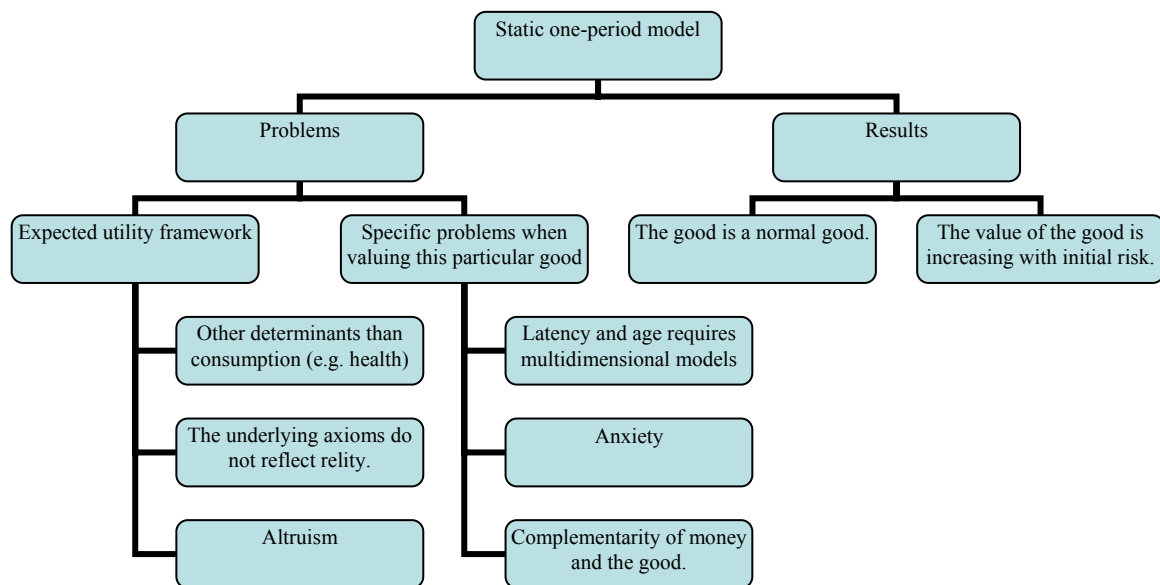 Static one-period model
Problems
Results
Expected utility framework
Specific problems when
valuing this particular good
The good is a normal good.
The value of the good is
increasing with initial risk.
Other determinants than
consumption (e.g. health)
Latency and age requires
multidimensional models
The underlying axioms do
not reflect relity.
Anxiety
Altruism
Complementarity of money
and the good.